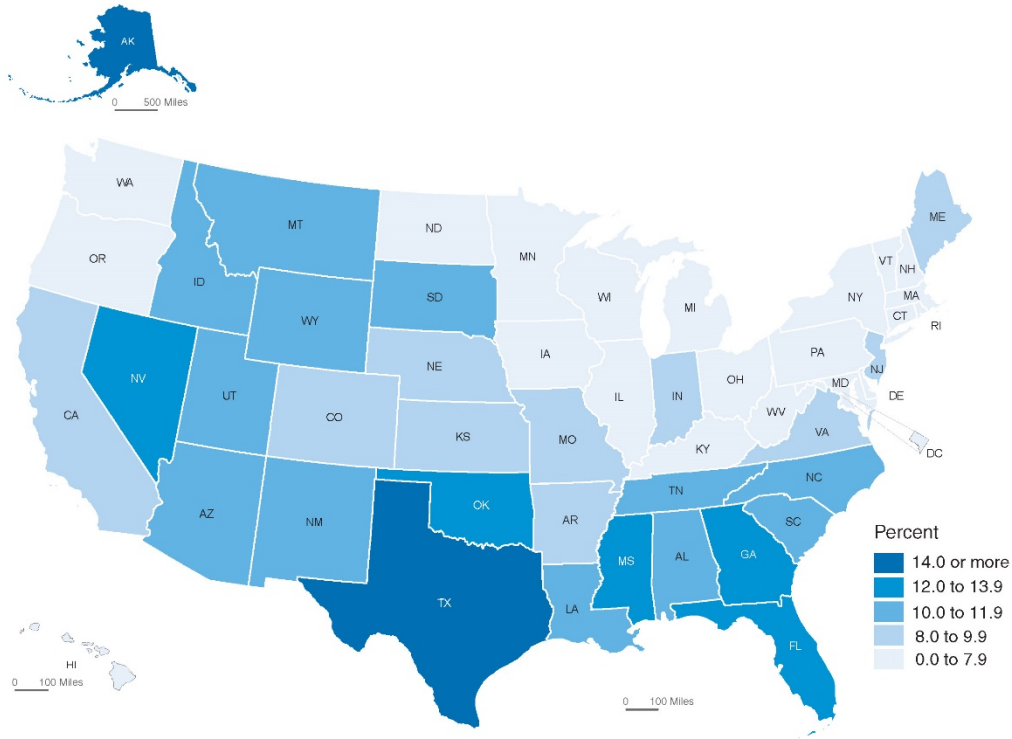 AK
0 500 Miles
WA
MT
ND
MN
ME
OR
ID
SD
WI
MI
VT
NH
NY
MA
CT
RI
WY
IA
PA
NE
NV
UT
CO
IL
IN
OH
NJ
MD
DE
CA
KS
MO
WV
KY
VA
DC
AZ
NM
OK
AR
TN
NC
SC
TX
LA
MS
AL
GA
FL
Percent
14.0 or more
12.0 to 13.9
10.0 to 11.9
8.0 to 9.9
0.0 to 7.9
HI
0 100 Miles
0 100 Miles